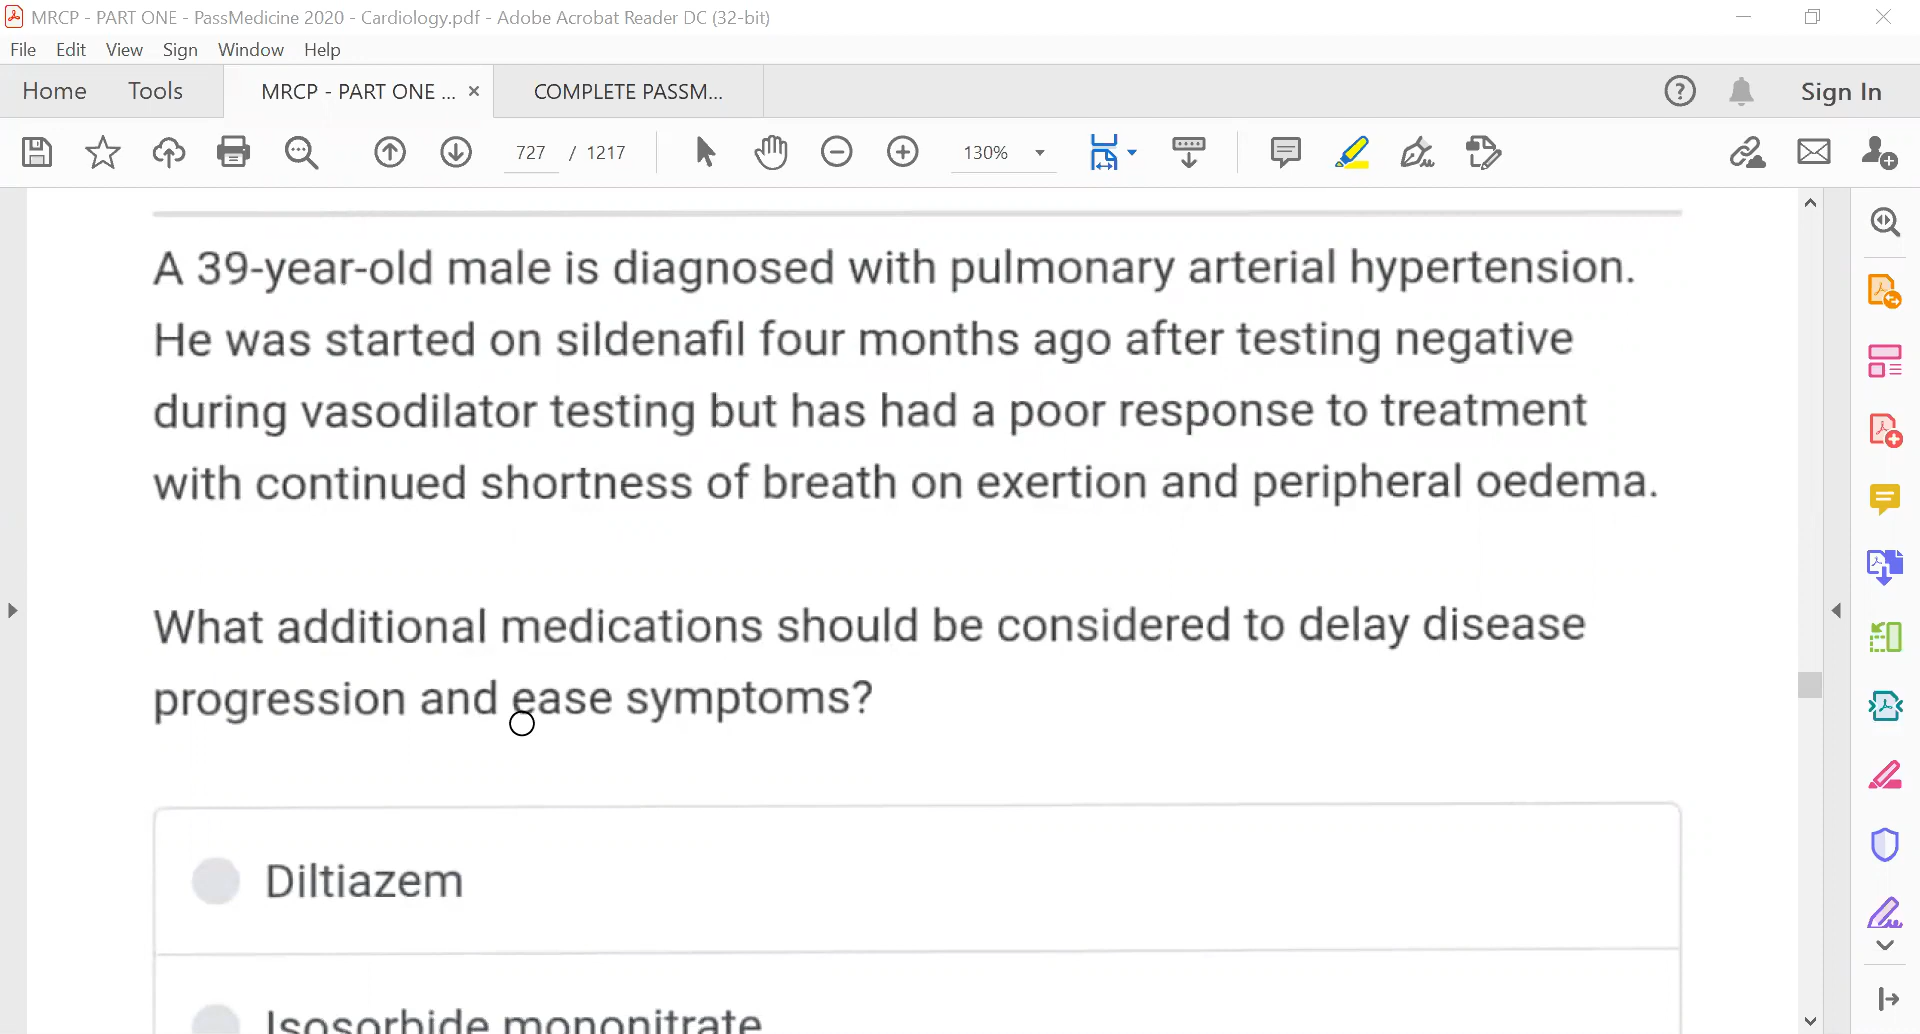 MRCP - PART ONE - PassMedicine 2020 - Cardiology.pdf - Adobe Acrobat Reader DC (32-bit)
File Edit View Sign Window Help
Home Tools MRCP - PART ONE ... × COMPLETE PASSM... Sign In
727 / 1217 130%
A 39-year-old male is diagnosed with pulmonary arterial hypertension.
He was started on sildenafil four months ago after testing negative
during vasodilator testing but has had a poor response to treatment
with continued shortness of breath on exertion and peripheral oedema.
What additional medications should be considered to delay disease
progression and ease symptoms?
Diltiazem
Isosorbide mononitrate